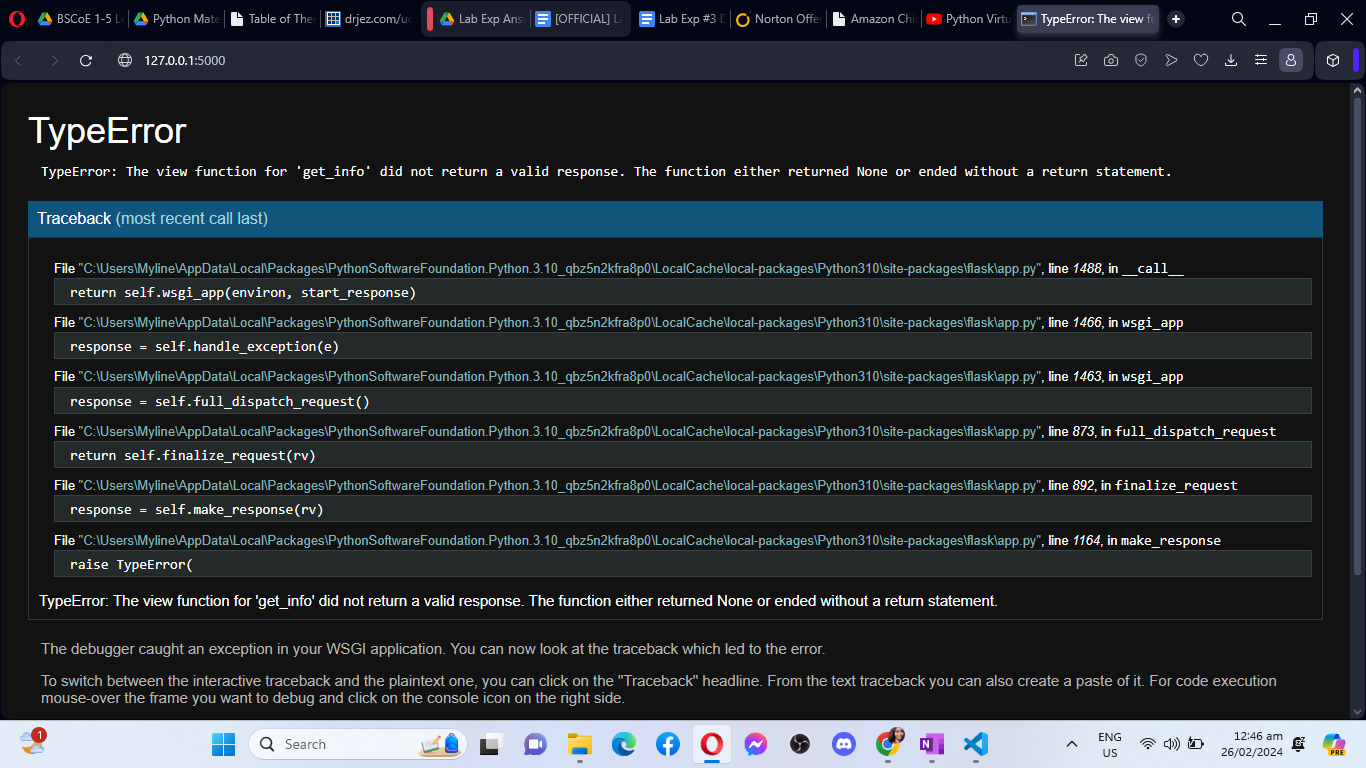 BSCoE 1-5 L
Python Mate
Table of The
drjez.com/uc
Lab Exp Ans
[OFFICIAL] L
Lab Exp #3 D
Norton Offe
Amazon Chi
Python Virtu
TypeError: The view f
127.0.0.1:5000
TypeError
TypeError: The view function for 'get_info' did not return a valid response. The function either returned None or ended without a return statement.
Traceback (most recent call last)
File "C:\Users\Myline\AppData\Local\Packages\PythonSoftwareFoundation.Python.3.10_qbz5n2kfra8p0\LocalCache\local-packages\Python310\site-packages\flask\app.py", line 1488, in __call__
return self.wsgi_app(environ, start_response)
File "C:\Users\Myline\AppData\Local\Packages\PythonSoftwareFoundation.Python.3.10_qbz5n2kfra8p0\LocalCache\local-packages\Python310\site-packages\flask\app.py", line 1466, in wsgi_app
response = self.handle_exception(e)
File "C:\Users\Myline\AppData\Local\Packages\PythonSoftwareFoundation.Python.3.10_qbz5n2kfra8p0\LocalCache\local-packages\Python310\site-packages\flask\app.py", line 1463, in wsgi_app
response = self.full_dispatch_request()
File "C:\Users\Myline\AppData\Local\Packages\PythonSoftwareFoundation.Python.3.10_qbz5n2kfra8p0\LocalCache\local-packages\Python310\site-packages\flask\app.py", line 873, in full_dispatch_request
return self.finalize_request(rv)
File "C:\Users\Myline\AppData\Local\Packages\PythonSoftwareFoundation.Python.3.10_qbz5n2kfra8p0\LocalCache\local-packages\Python310\site-packages\flask\app.py", line 892, in finalize_request
response = self.make_response(rv)
File "C:\Users\Myline\AppData\Local\Packages\PythonSoftwareFoundation.Python.3.10_qbz5n2kfra8p0\LocalCache\local-packages\Python310\site-packages\flask\app.py", line 1164, in make_response
raise TypeError(
TypeError: The view function for 'get_info' did not return a valid response. The function either returned None or ended without a return statement.
The debugger caught an exception in your WSGI application. You can now look at the traceback which led to the error.
To switch between the interactive traceback and the plaintext one, you can click on the "Traceback" headline. From the text traceback you can also create a paste of it. For code execution
mouse-over the frame you want to debug and click on the console icon on the right side.
1
Search
ENG
US
12:46 am
26/02/2024
PRE